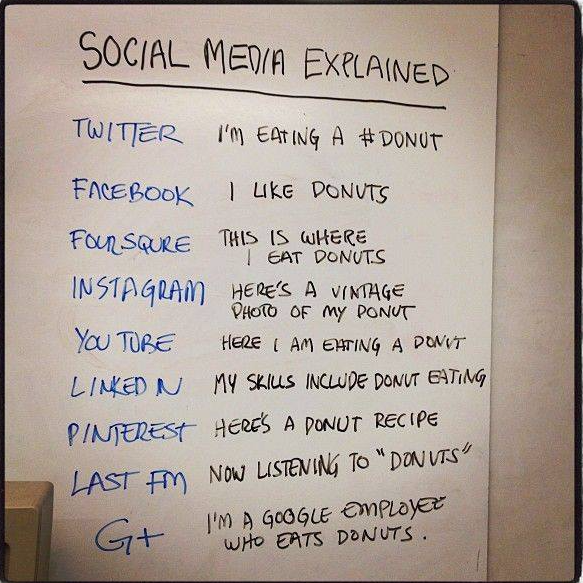 SOCIAL MEDIA EXPLAINED
TWITTER I'M EATING A #DONUT
FACEBOOK I LIKE DONUTS
FOURSQURE THIS IS WHERE
I EAT DONUTS
INSTAGRAM HERE'S A VINTAGE
PHOTO OF MY DONUT
YOU TUBE HERE I AM EATING A DONUT
LINKED IN MY SKILLS INCLUDE DONUT EATING
PINTEREST HERE'S A DONUT RECIPE
LAST FM NOW LISTENING TO "DONUTS"
G+ I'M A GOOGLE EMPLOYEE
WHO EATS DONUTS.